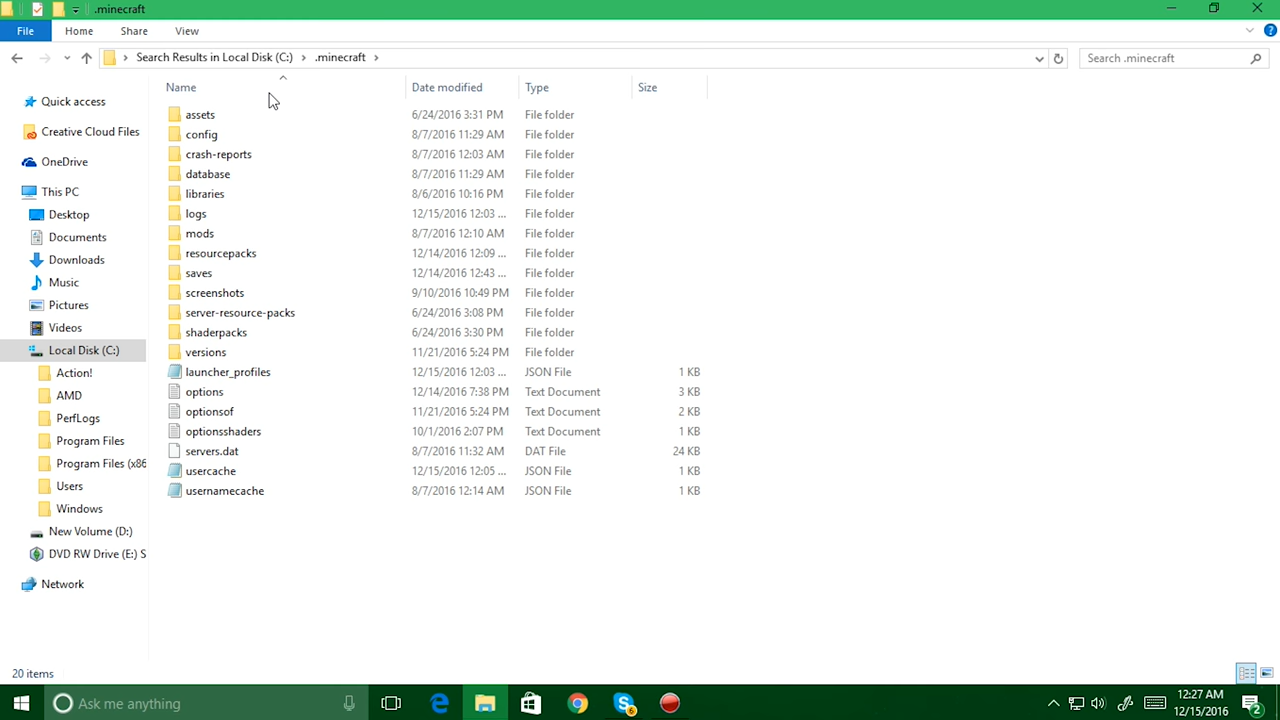 .minecraft
File Home Share View
Search Results in Local Disk (C:) .minecraft Search .minecraft
Name Date modified Type Size
Quick access
Creative Cloud Files
OneDrive
This PC
Desktop
Documents
Downloads
Music
Pictures
Videos
Local Disk (C:)
Action!
AMD
PerfLogs
Program Files
Program Files (x86
Users
Windows
New Volume (D:)
DVD RW Drive (E:) S
Network
assets 6/24/2016 3:31 PM File folder
config 8/7/2016 11:29 AM File folder
crash-reports 8/7/2016 12:03 AM File folder
database 8/7/2016 11:29 AM File folder
libraries 8/6/2016 10:16 PM File folder
logs 12/15/2016 12:03 ... File folder
mods 8/7/2016 12:10 AM File folder
resourcepacks 12/14/2016 12:09 ... File folder
saves 12/14/2016 12:43 ... File folder
screenshots 9/10/2016 10:49 PM File folder
server-resource-packs 6/24/2016 3:08 PM File folder
shaderpacks 6/24/2016 3:30 PM File folder
versions 11/21/2016 5:24 PM File folder
launcher_profiles 12/15/2016 12:03 ... JSON File 1 KB
options 12/14/2016 7:38 PM Text Document 3 KB
optionsof 11/21/2016 5:24 PM Text Document 2 KB
optionsshaders 10/1/2016 2:07 PM Text Document 1 KB
servers.dat 8/7/2016 11:32 AM DAT File 24 KB
usercache 12/15/2016 12:05 ... JSON File 1 KB
usernamecache 8/7/2016 12:14 AM JSON File 1 KB
20 items
Ask me anything
6
12:27 AM
12/15/2016
2